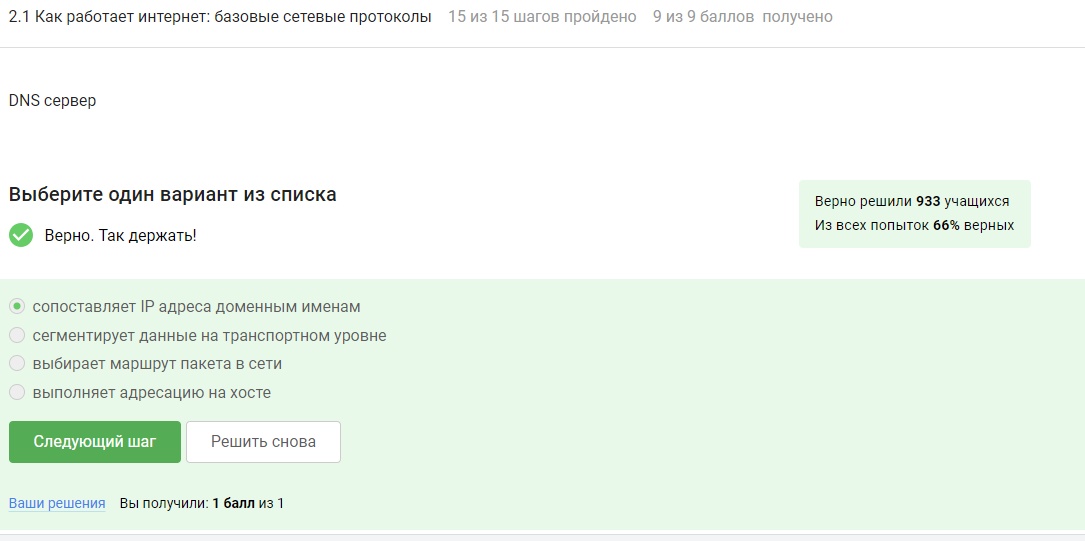 2.1 Как работает интернет: базовые сетевые протоколы 15 из 15 шагов пройдено 9 из 9 баллов получено
DNS сервер
Выберите один вариант из списка
Верно. Так держать!
Верно решили 933 учащихся
Из всех попыток 66% верных
сопоставляет IP адреса доменным именам
сегментирует данные на транспортном уровне
выбирает маршрут пакета в сети
выполняет адресацию на хосте
Следующий шаг Решить снова
Ваши решения Вы получили: 1 балл из 1